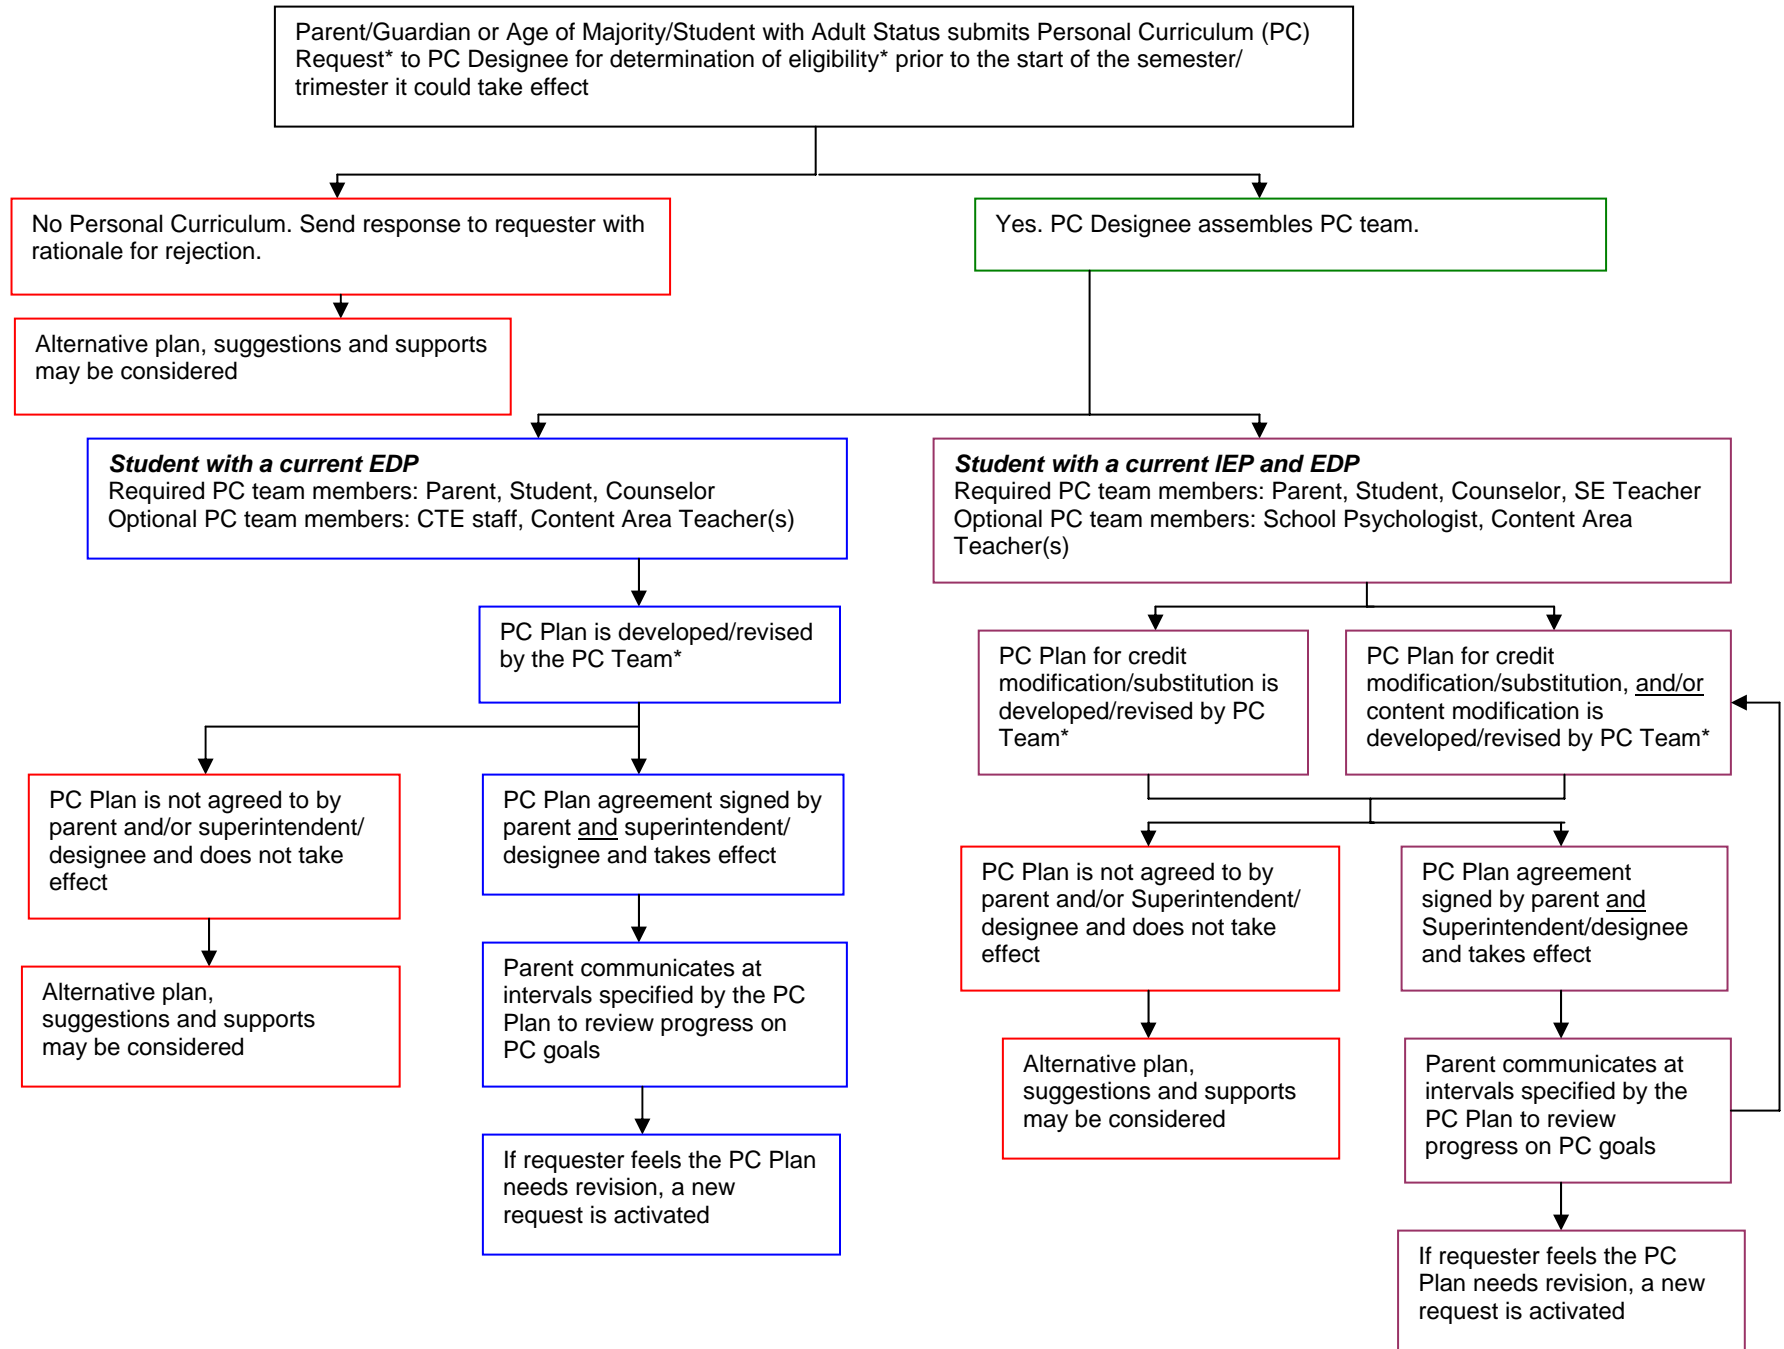 Parent/Guardian or Age of Majority/Student with Adult Status submits Personal Curriculum (PC)
Request* to PC Designee for determination of eligibility* prior to the start of the semester/
trimester it could take effect
No Personal Curriculum. Send response to requester with
rationale for rejection.
Yes. PC Designee assembles PC team.
Alternative plan, suggestions and supports
may be considered
Student with a current EDP
Required PC team members: Parent, Student, Counselor
Optional PC team members: CTE staff, Content Area Teacher(s)
Student with a current IEP and EDP
Required PC team members: Parent, Student, Counselor, SE Teacher
Optional PC team members: School Psychologist, Content Area
Teacher(s)
PC Plan is developed/revised
by the PC Team*
PC Plan for credit
modification/substitution is
developed/revised by PC
Team*
PC Plan for credit
modification/substitution, and/or
content modification is
developed/revised by PC Team*
PC Plan is not agreed to by
parent and/or superintendent/
designee and does not take
effect
PC Plan agreement signed by
parent and superintendent/
designee and takes effect
PC Plan is not agreed to by
parent and/or Superintendent/
designee and does not take
effect
PC Plan agreement
signed by parent and
Superintendent/designee
and takes effect
Alternative plan,
suggestions and supports
may be considered
Parent communicates at
intervals specified by the PC
Plan to review progress on
PC goals
Alternative plan,
suggestions and supports
may be considered
Parent communicates at
intervals specified by the
PC Plan to review
progress on PC goals
If requester feels the PC Plan
needs revision, a new
request is activated
If requester feels the PC
Plan needs revision, a new
request is activated